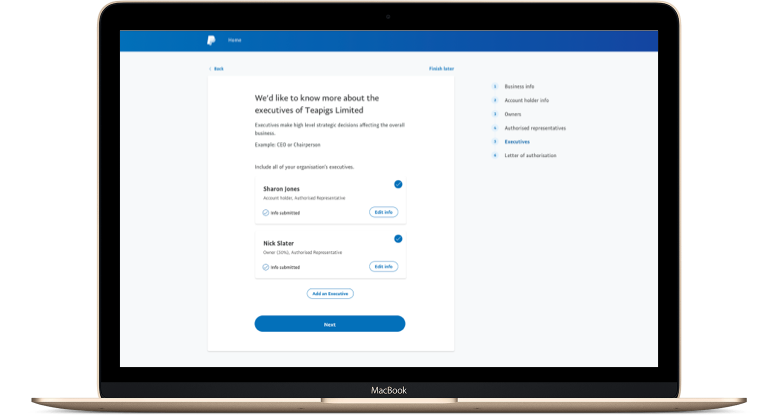 Home
‹ Back
Finish later
We'd like to know more about the
executives of Teapigs Limited
Executives make high level strategic decisions affecting the overall
business.
Example: CEO or Chairperson
Include all of your organisation's executives.
Sharon Jones
Account holder, Authorised Representative
Info submitted
Edit info
Nick Slater
Owner (30%), Authorised Representative
Info submitted
Edit info
Add an Executive
Next
1 Business info
2 Account holder info
3 Owners
4 Authorised representatives
5 Executives
6 Letter of authorisation
MacBook